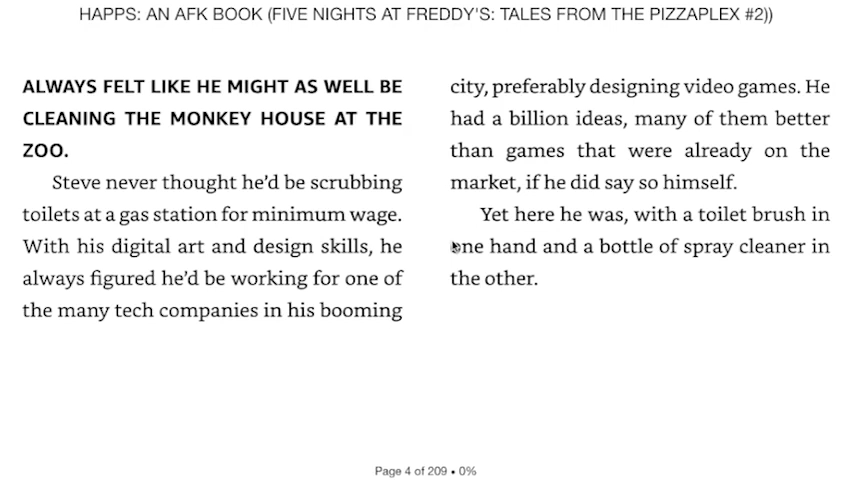 HAPPS: AN AFK BOOK (FIVE NIGHTS AT FREDDY'S: TALES FROM THE PIZZAPLEX #2))
ALWAYS FELT LIKE HE MIGHT AS WELL BE
CLEANING THE MONKEY HOUSE AT THE
ZOO.
Steve never thought he’d be scrubbing
toilets at a gas station for minimum wage.
With his digital art and design skills, he
always figured he’d be working for one of
the many tech companies in his booming
city, preferably designing video games. He
had a billion ideas, many of them better
than games that were already on the
market, if he did say so himself.
Yet here he was, with a toilet brush in
one hand and a bottle of spray cleaner in
the other.
Page 4 of 209 • 0%